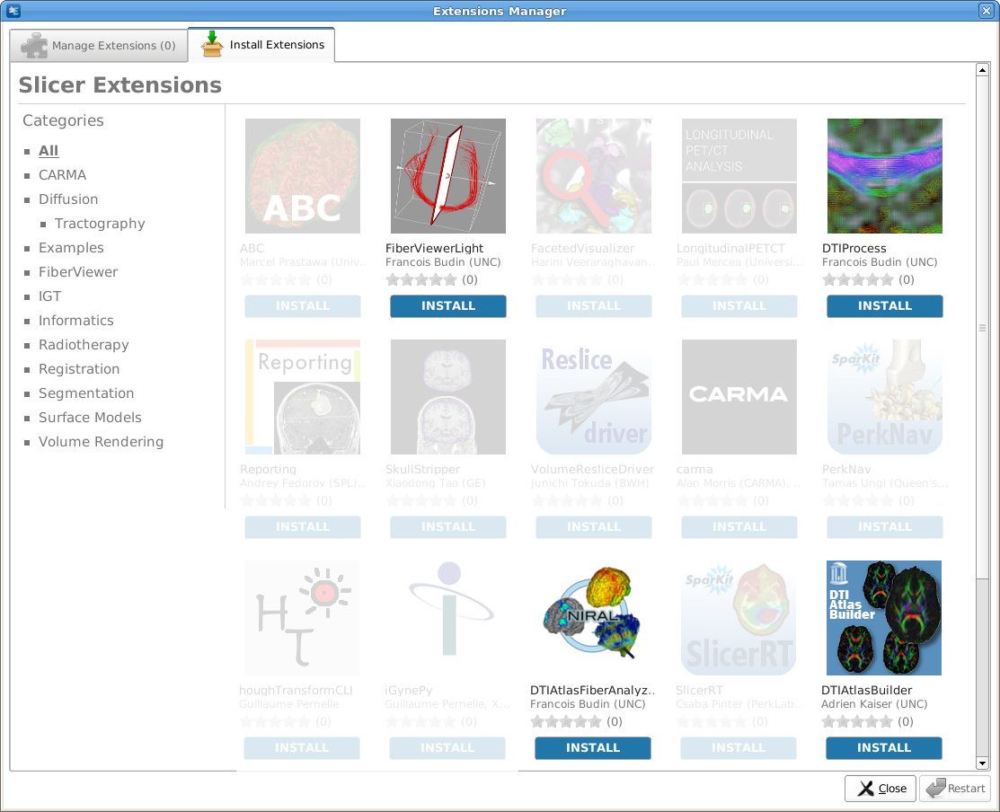 Extensions Manager
Manage Extensions (0)
Install Extensions
Slicer Extensions
Categories
All
CARMA
Diffusion
Tractography
Examples
FiberViewer
IGT
Informatics
Radiotherapy
Registration
Segmentation
Surface Models
Volume Rendering
ABC
LONGITUDINAL
PET/CT
ANALYSIS
ABC FiberViewerLight FacetedVisualizer LongitudinalPETCT DTIProcess
Marcel Prastawa (Univ.. Francois Budin (UNC) Harini Veeraraghavan.. Paul Mercea (Universi... Francois Budin (UNC)
(0) (0) (0) (0) (0)
INSTALL INSTALL INSTALL INSTALL INSTALL
Reporting
Reslice
driver
CARMA
SparKit
PerkNav
Reporting SkullStripper VolumeResliceDriver carma PerkNav
Andrey Fedorov (SPL).. Xiaodong Tao (GE) Junichi Tokuda (BWH) Alan Morris (CARMA), .. Tamas Ungi (Queen's...
(0) (0) (0) (0) (0)
INSTALL INSTALL INSTALL INSTALL INSTALL
HT
NIRAL
SparKit
SlicerRT
DTI
Atlas
Builder
houghTransformCLI iGynePy DTIAtlasFiberAnalyz.. SlicerRT DTIAtlasBuilder
Guillaume Pernelle Guillaume Pernelle, X... Francois Budin (UNC) Csaba Pinter (PerkLab.. Adrien Kaiser (UNC)
(0) (0) (0) (0) (0)
INSTALL INSTALL INSTALL INSTALL INSTALL
Close
Restart